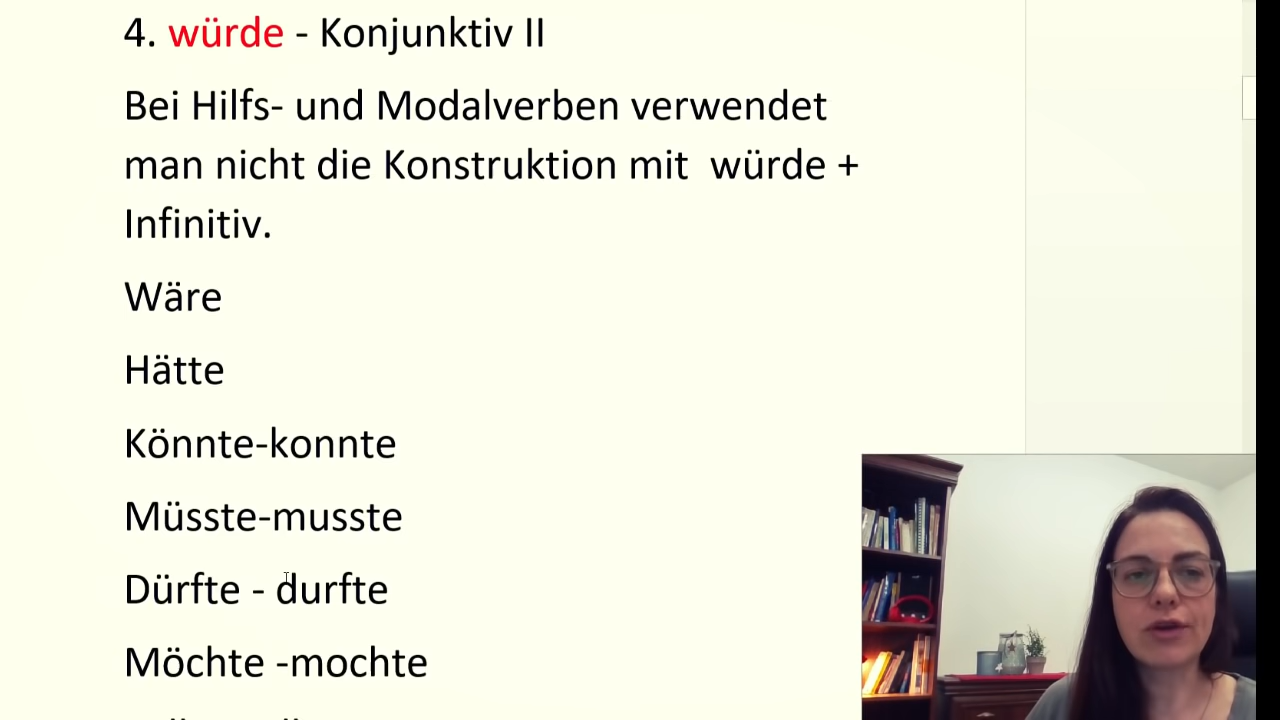 4. würde - Konjunktiv II
Bei Hilfs- und Modalverben verwendet
man nicht die Konstruktion mit  würde +
Infinitiv.
Wäre
Hätte
Könnte-konnte
Müsste-musste
Dürfte - durfte
Möchte -mochte